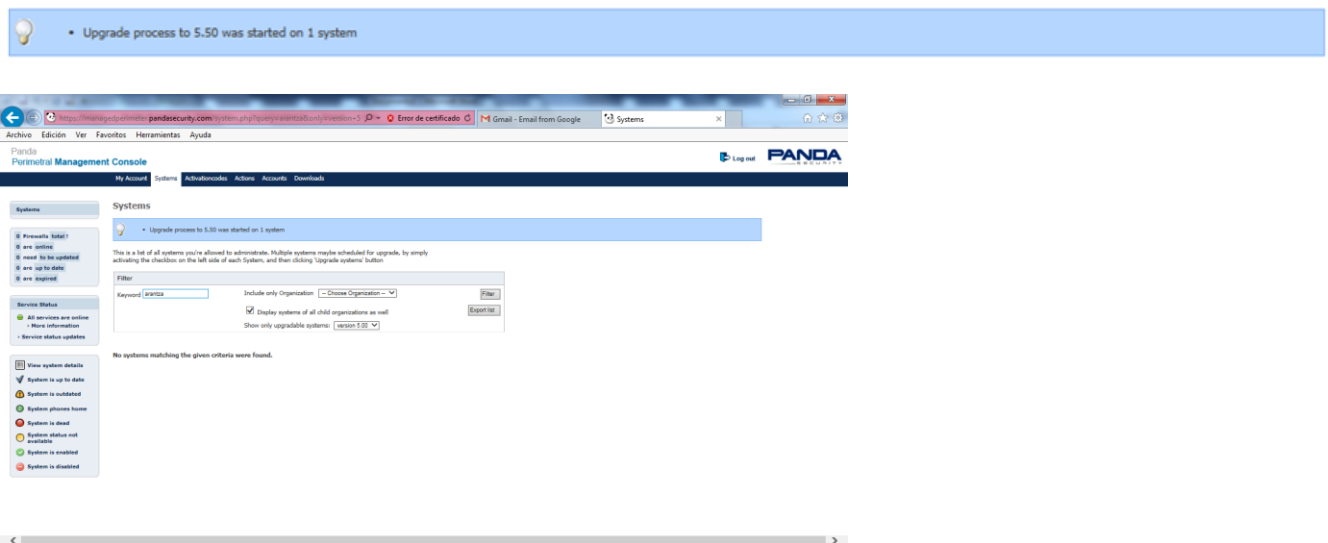 • Upgrade process to 5.50 was started on 1 system
Error de certificado
Gmail - Email from Google
Systems
Archivo Edición Ver Favoritos Herramientas Ayuda
Panda
Perimetral Management Console
Log out
PANDA
SECURITY
My Account Systems Activationcodes Actions Accounts Downloads
Systems
0 Firewalls total!
0 are online
0 need to be updated
0 are up to date
0 are expired
Service Status
All services are online
- More information
- Service status updates
View system details
System is up to date
System is outdated
System phones home
System is dead
System status not
available
System is enabled
System is disabled
Systems
• Upgrade process to 5.50 was started on 1 system
This is a list of all systems you're allowed to administrate. Multiple systems maybe scheduled for upgrade, by simply
activating the checkbox on the left side of each System, and then clicking 'Upgrade systems' button
Filter
Keyword arantza
Include only Organization -- Choose Organization -- Filter
Display systems of all child organizations as well Export list
Show only upgradable systems: version 5.00
No systems matching the given criteria were found.